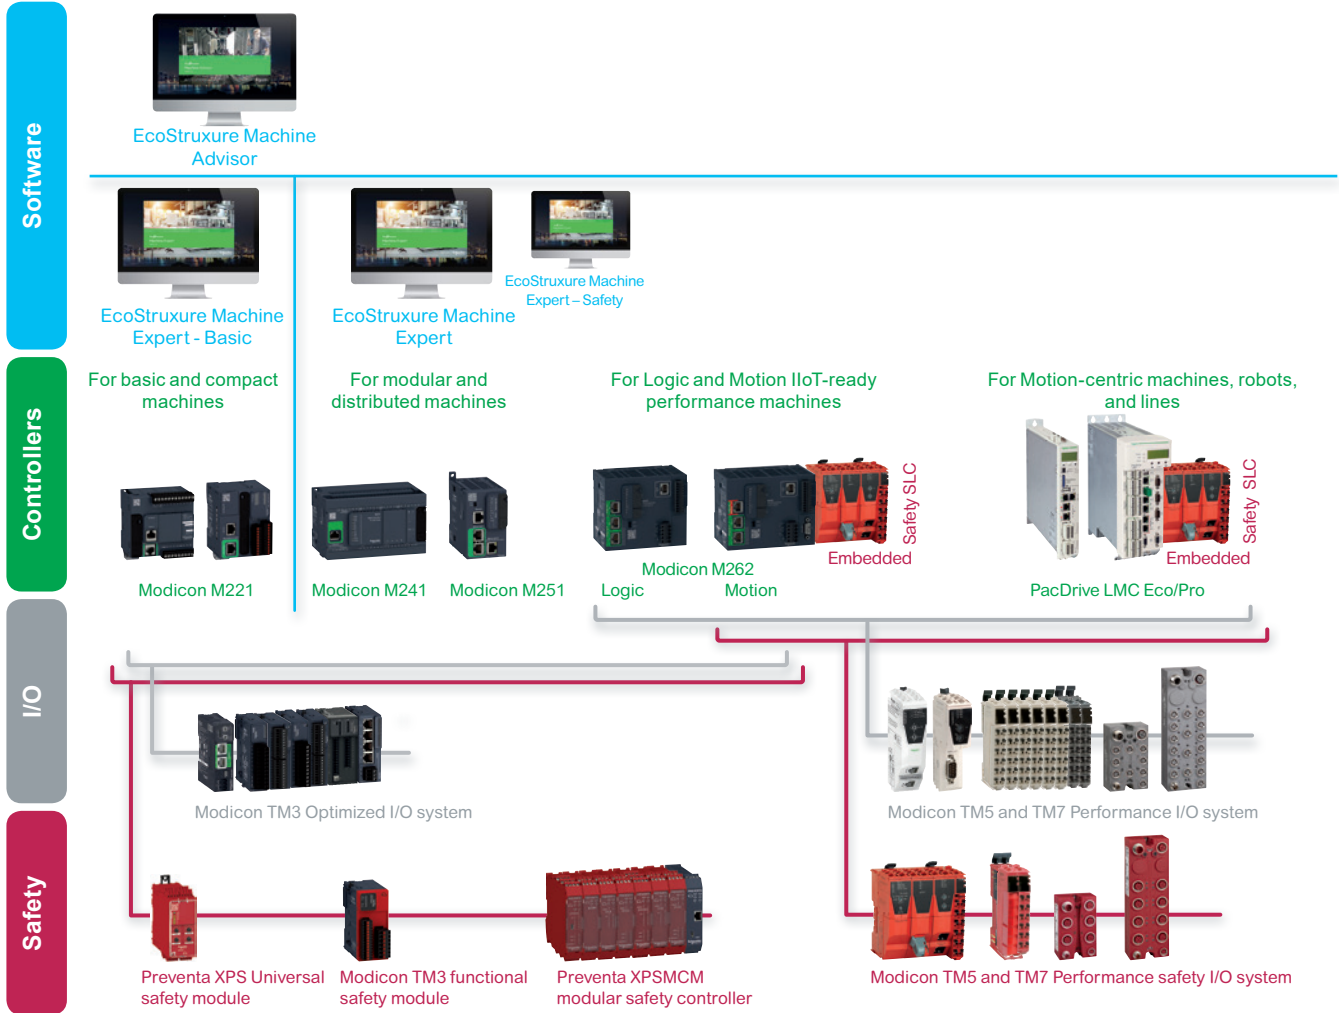 Software
EcoStruxure Machine
Advisor
EcoStruxure Machine
Expert - Basic
EcoStruxure Machine
Expert
EcoStruxure Machine
Expert – Safety
Controllers
For basic and compact
machines
For modular and
distributed machines
For Logic and Motion IIoT-ready
performance machines
For Motion-centric machines, robots,
and lines
Safety SLC
Embedded
Safety SLC
Embedded
Modicon M221
Modicon M241
Modicon M251
Modicon M262
Logic
Motion
PacDrive LMC Eco/Pro
I/O
Modicon TM3 Optimized I/O system
Modicon TM5 and TM7 Performance I/O system
Safety
Preventa XPS Universal
safety module
Modicon TM3 functional
safety module
Preventa XPSMCM
modular safety controller
Modicon TM5 and TM7 Performance safety I/O system